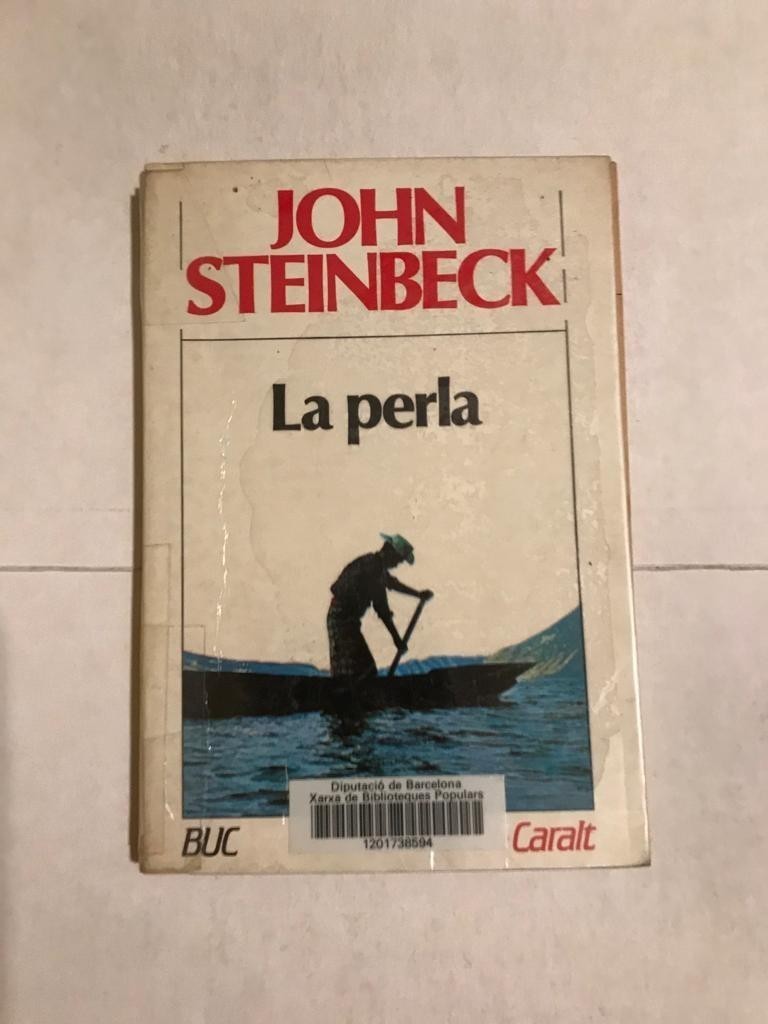 JOHN
STEINBECK
La perla
Diputació de Barcelona
Xarxa de Biblioteques Populars
1201738594
BUC
Caralt